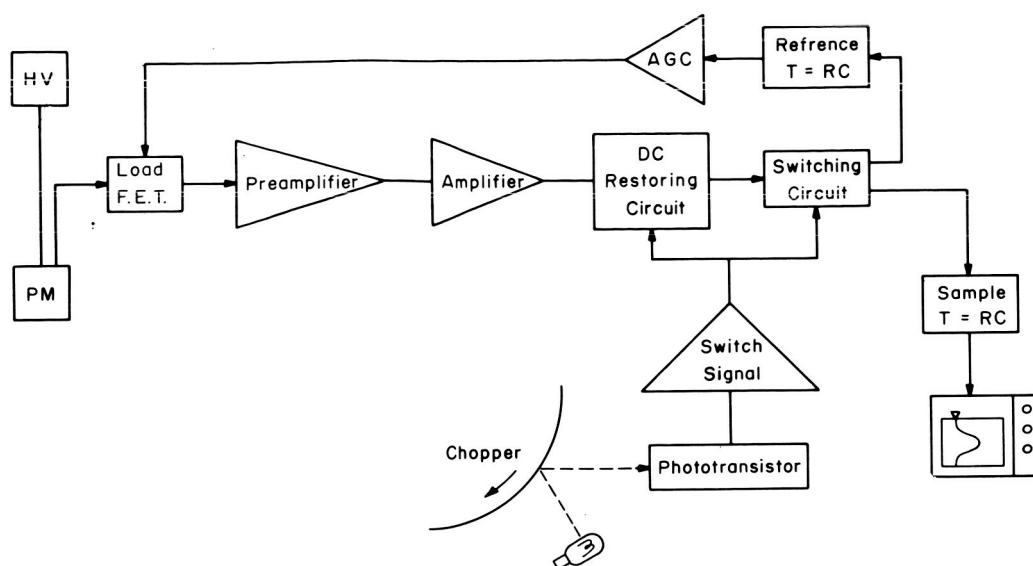 HV
AGC
Refrence
T = RC
Load
F.E.T.
Preamplifier
Amplifier
DC
Restoring
Circuit
Switching
Circuit
PM
Sample
T = RC
Switch
Signal
Chopper
Phototransistor